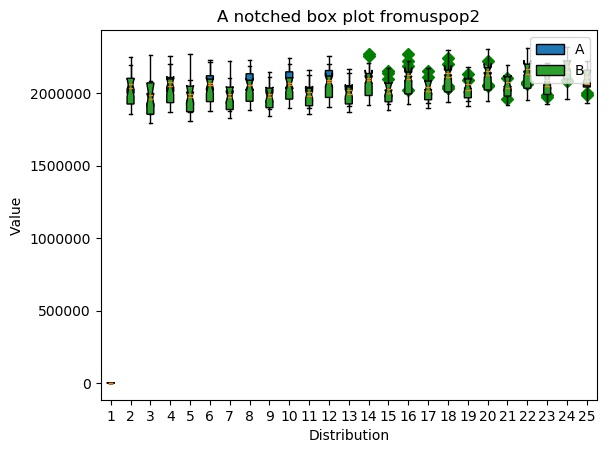 A notched box plot fromuspop2
A
B
2000000
1500000
1000000
500000
0
Value
1 2 3 4 5 6 7 8 9 10 11 12 13 14 15 16 17 18 19 20 21 22 23 24 25
Distribution